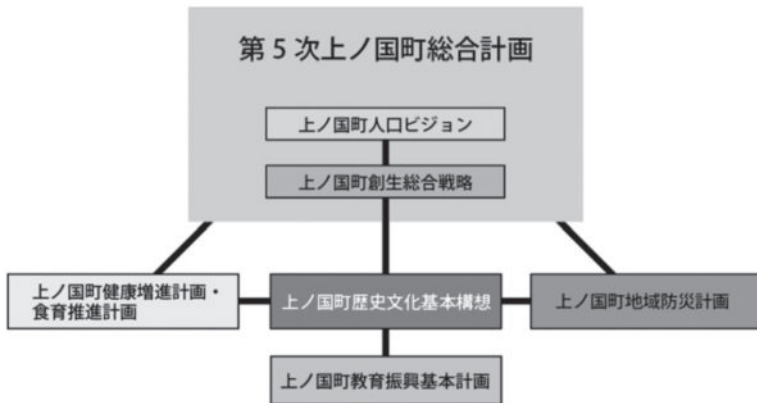 第5次上ノ国町総合計画
上ノ国町人口ビジョン
上ノ国町創生総合戦略
上ノ国町健康増進計画・
食育推進計画
上ノ国町歴史文化基本構想
上ノ国町地域防災計画
上ノ国町教育振興基本計画